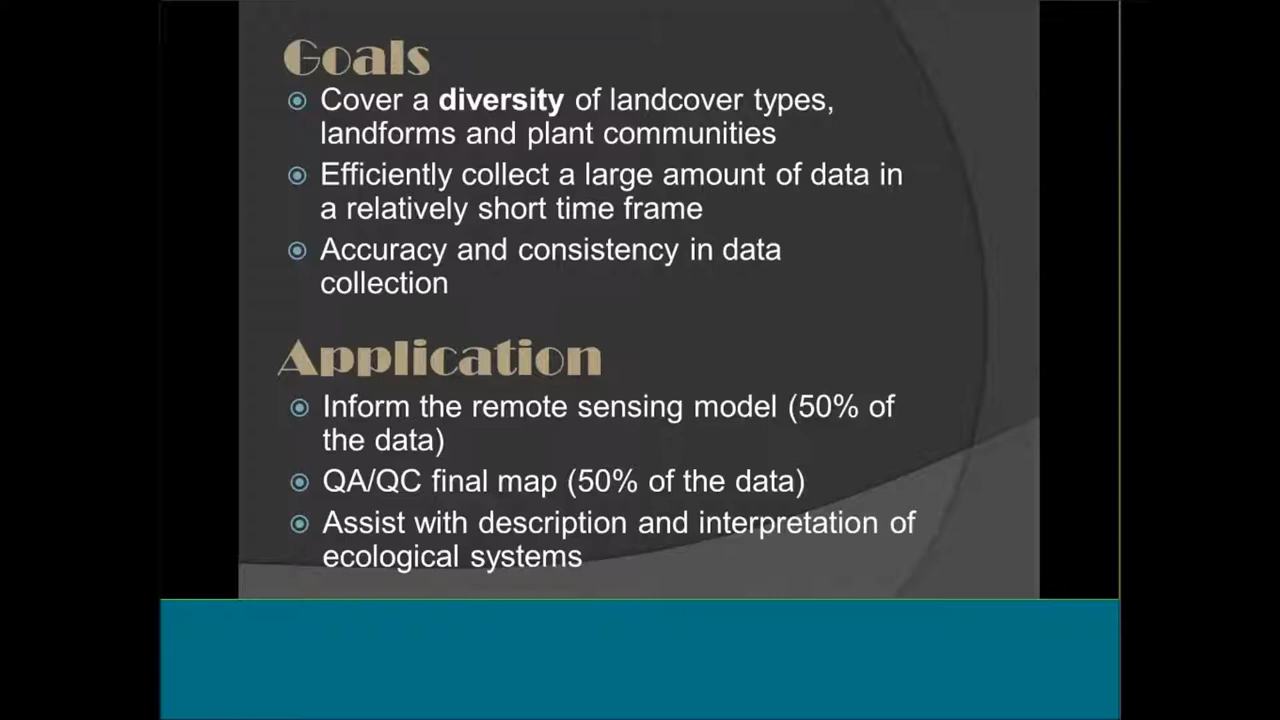 Goals
Cover a diversity of landcover types,
landforms and plant communities
Efficiently collect a large amount of data in
a relatively short time frame
Accuracy and consistency in data
collection
Application
Inform the remote sensing model (50% of
the data)
QA/QC final map (50% of the data)
Assist with description and interpretation of
ecological systems